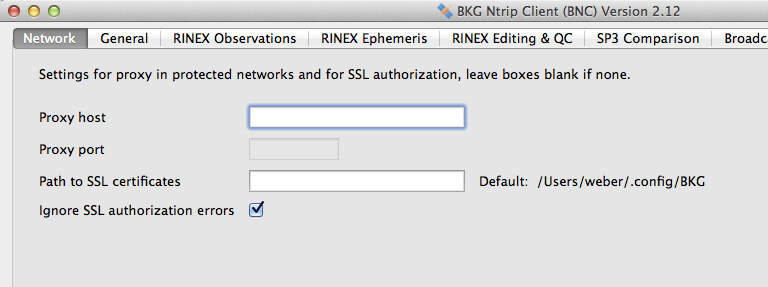 BKG Ntrip Client (BNC) Version 2.12
Network General RINEX Observations RINEX Ephemeris RINEX Editing & QC SP3 Comparison Broadca
Settings for proxy in protected networks and for SSL authorization, leave boxes blank if none.
Proxy host
Proxy port
Path to SSL certificates Default: /Users/weber/.config/BKG
Ignore SSL authorization errors